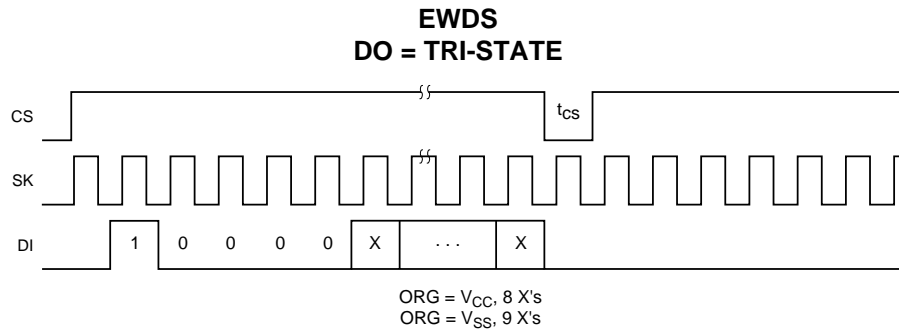 EWDS
DO = TRI-STATE
CS
tCS
SK
DI
1 0 0 0 0 X . . . X
ORG = VCC, 8 X's
ORG = VSS, 9 X's